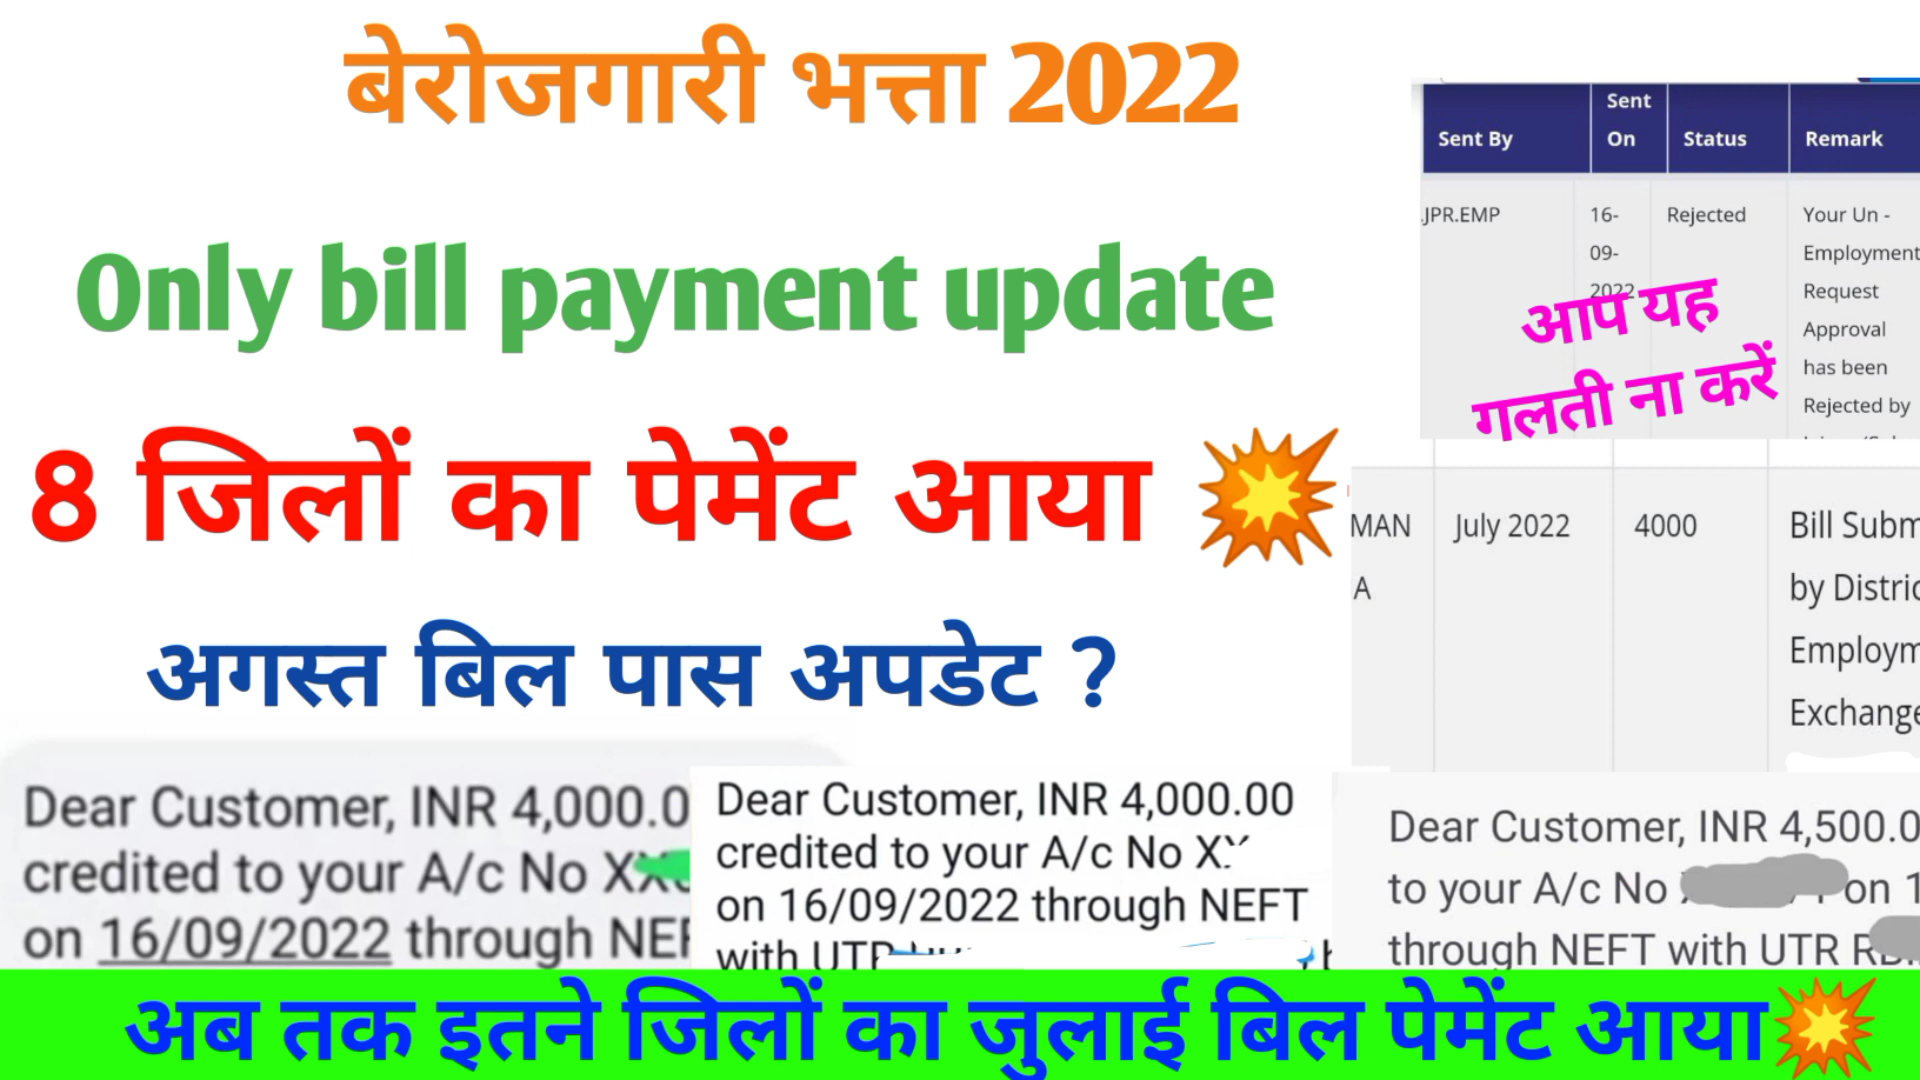 बेरोजगारी भत्ता 2022
Only bill payment update
8 जिलों का पेमेंट आया
अगस्त बिल पास अपडेट ?
Sent By
Sent
On
Status
Remark
JPR.EMP
16-
09-
2022
Rejected
Your Un -
Employment
Request
Approval
has been
Rejected by
आप यह
गलती ना करें
MAN
A
July 2022
4000
Bill Subm
by Distric
Employm
Exchange
Dear Customer, INR 4,000.0
credited to your A/c No
on 16/09/2022 through NEF
Dear Customer, INR 4,000.00
credited to your A/c No
on 16/09/2022 through NEFT
with UTR
Dear Customer, INR 4,500.0
to your A/c No on 1
through NEFT with UTR
अब तक इतने जिलों का जुलाई बिल पेमेंट आया